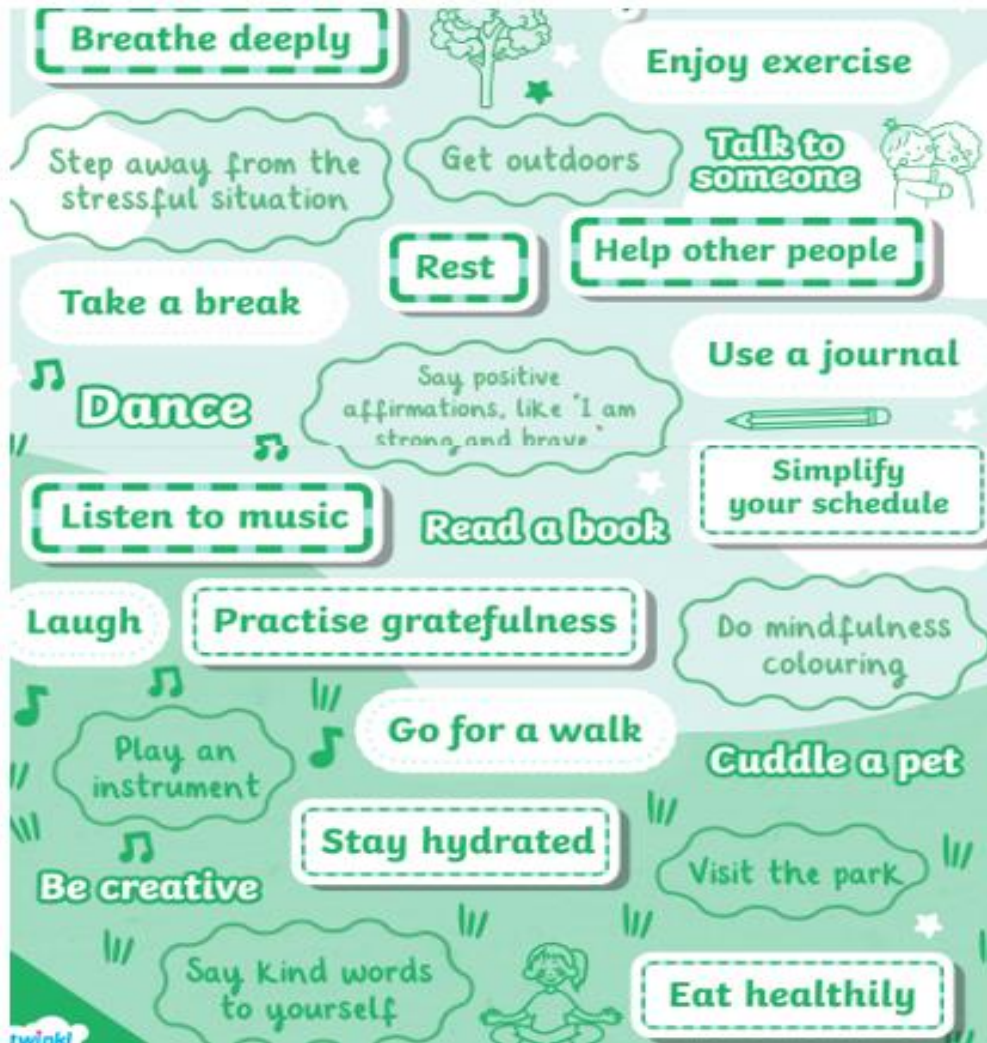 Breathe deeply
Enjoy exercise
Step away from the
stressful situation
Get outdoors
Talk to
someone
Rest
Help other people
Take a break
Use a journal
Dance
Say positive
affirmations, like "I am
strong and brave"
Simplify
your schedule
Listen to music
Read a book
Laugh
Practise gratefulness
Do mindfulness
colouring
Go for a walk
Play an
instrument
Cuddle a pet
Stay hydrated
Visit the park
Be creative
Say kind words
to yourself
Eat healthily
twinkl